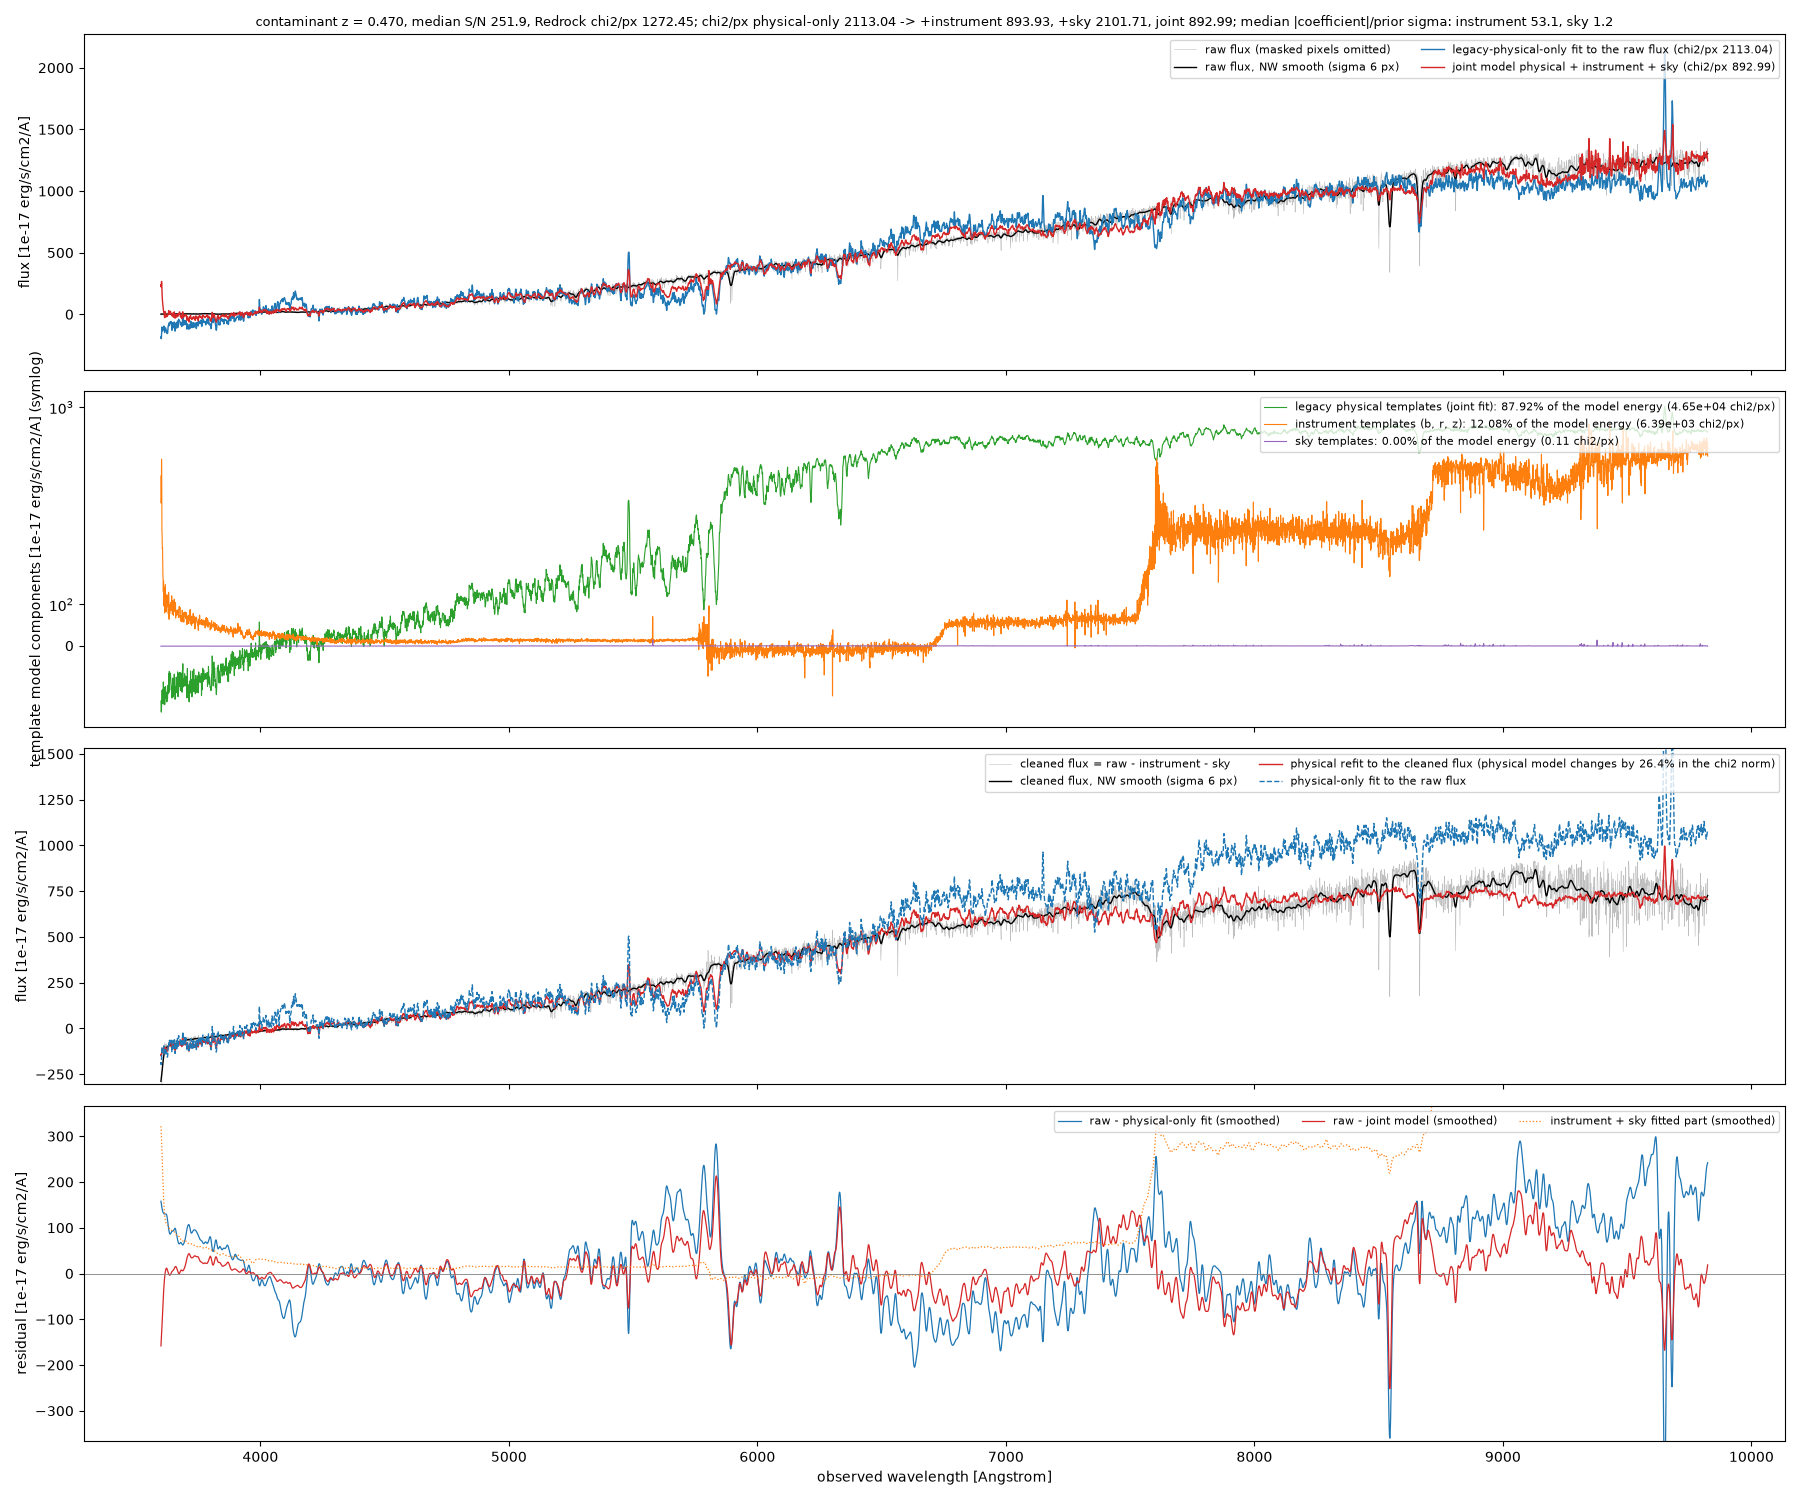 contaminant z = 0.470, median S/N 251.9, Redrock chi2/px 1272.45; chi2/px physical-only 2113.04 -> +instrument 893.93, +sky 2101.71, joint 892.99; median |coefficient|/prior sigma: instrument 53.1, sky 1.2
flux [1e-17 erg/s/cm2/A]
2000
1500
1000
500
0
raw flux (masked pixels omitted)
raw flux, NW smooth (sigma 6 px)
legacy-physical-only fit to the raw flux (chi2/px 2113.04)
joint model physical + instrument + sky (chi2/px 892.99)
template model components [1e-17 erg/s/cm2/A] (symlog)
10³
10²
0
legacy physical templates (joint fit): 87.92% of the model energy (4.65e+04 chi2/px)
instrument templates (b, r, z): 12.08% of the model energy (6.39e+03 chi2/px)
sky templates: 0.00% of the model energy (0.11 chi2/px)
flux [1e-17 erg/s/cm2/A]
1500
1250
1000
750
500
250
0
−250
cleaned flux = raw - instrument - sky
cleaned flux, NW smooth (sigma 6 px)
physical refit to the cleaned flux (physical model changes by 26.4% in the chi2 norm)
physical-only fit to the raw flux
residual [1e-17 erg/s/cm2/A]
300
200
100
0
−100
−200
−300
raw - physical-only fit (smoothed)
raw - joint model (smoothed)
instrument + sky fitted part (smoothed)
4000
5000
6000
7000
8000
9000
10000
observed wavelength [Angstrom]